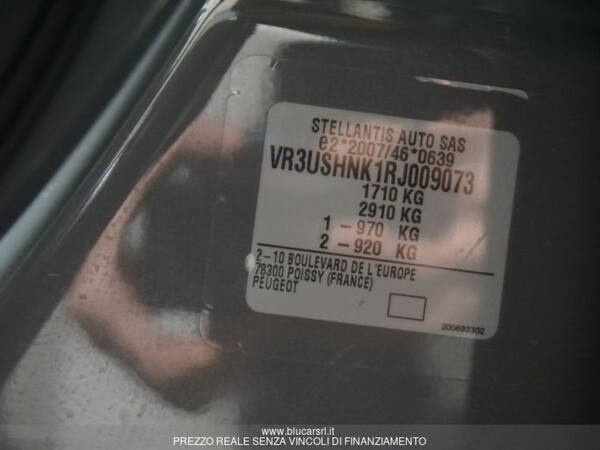 STELLANTIS AUTO SAS
e2*2007/46*0639
VR3USHNK1RJ009073
1710 KG
2910 KG
1 - 970 KG
2 - 920 KG
2-10 BOULEVARD DE L'EUROPE
78300 POISSY (FRANCE)
PEUGEOT
200693302
www.blucarsrl.it
PREZZO REALE SENZA VINCOLI DI FINANZIAMENTO